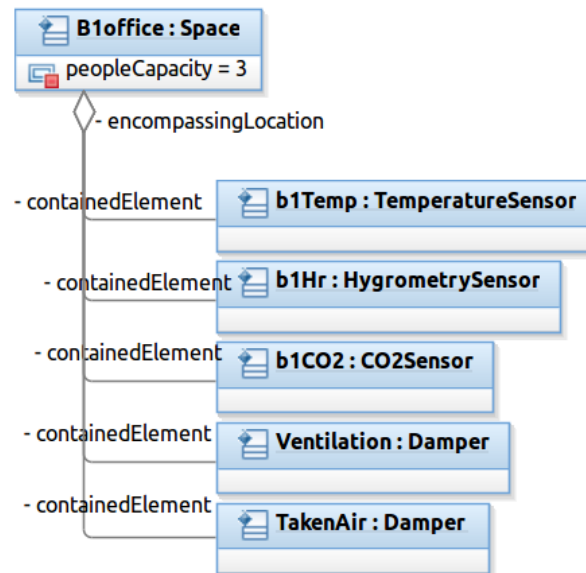 B1office : Space
peopleCapacity = 3
- encompassingLocation
- containedElement
b1Temp : TemperatureSensor
- containedElement
b1Hr : HygrometrySensor
- containedElement
b1CO2 : CO2Sensor
- containedElement
Ventilation : Damper
- containedElement
TakenAir : Damper